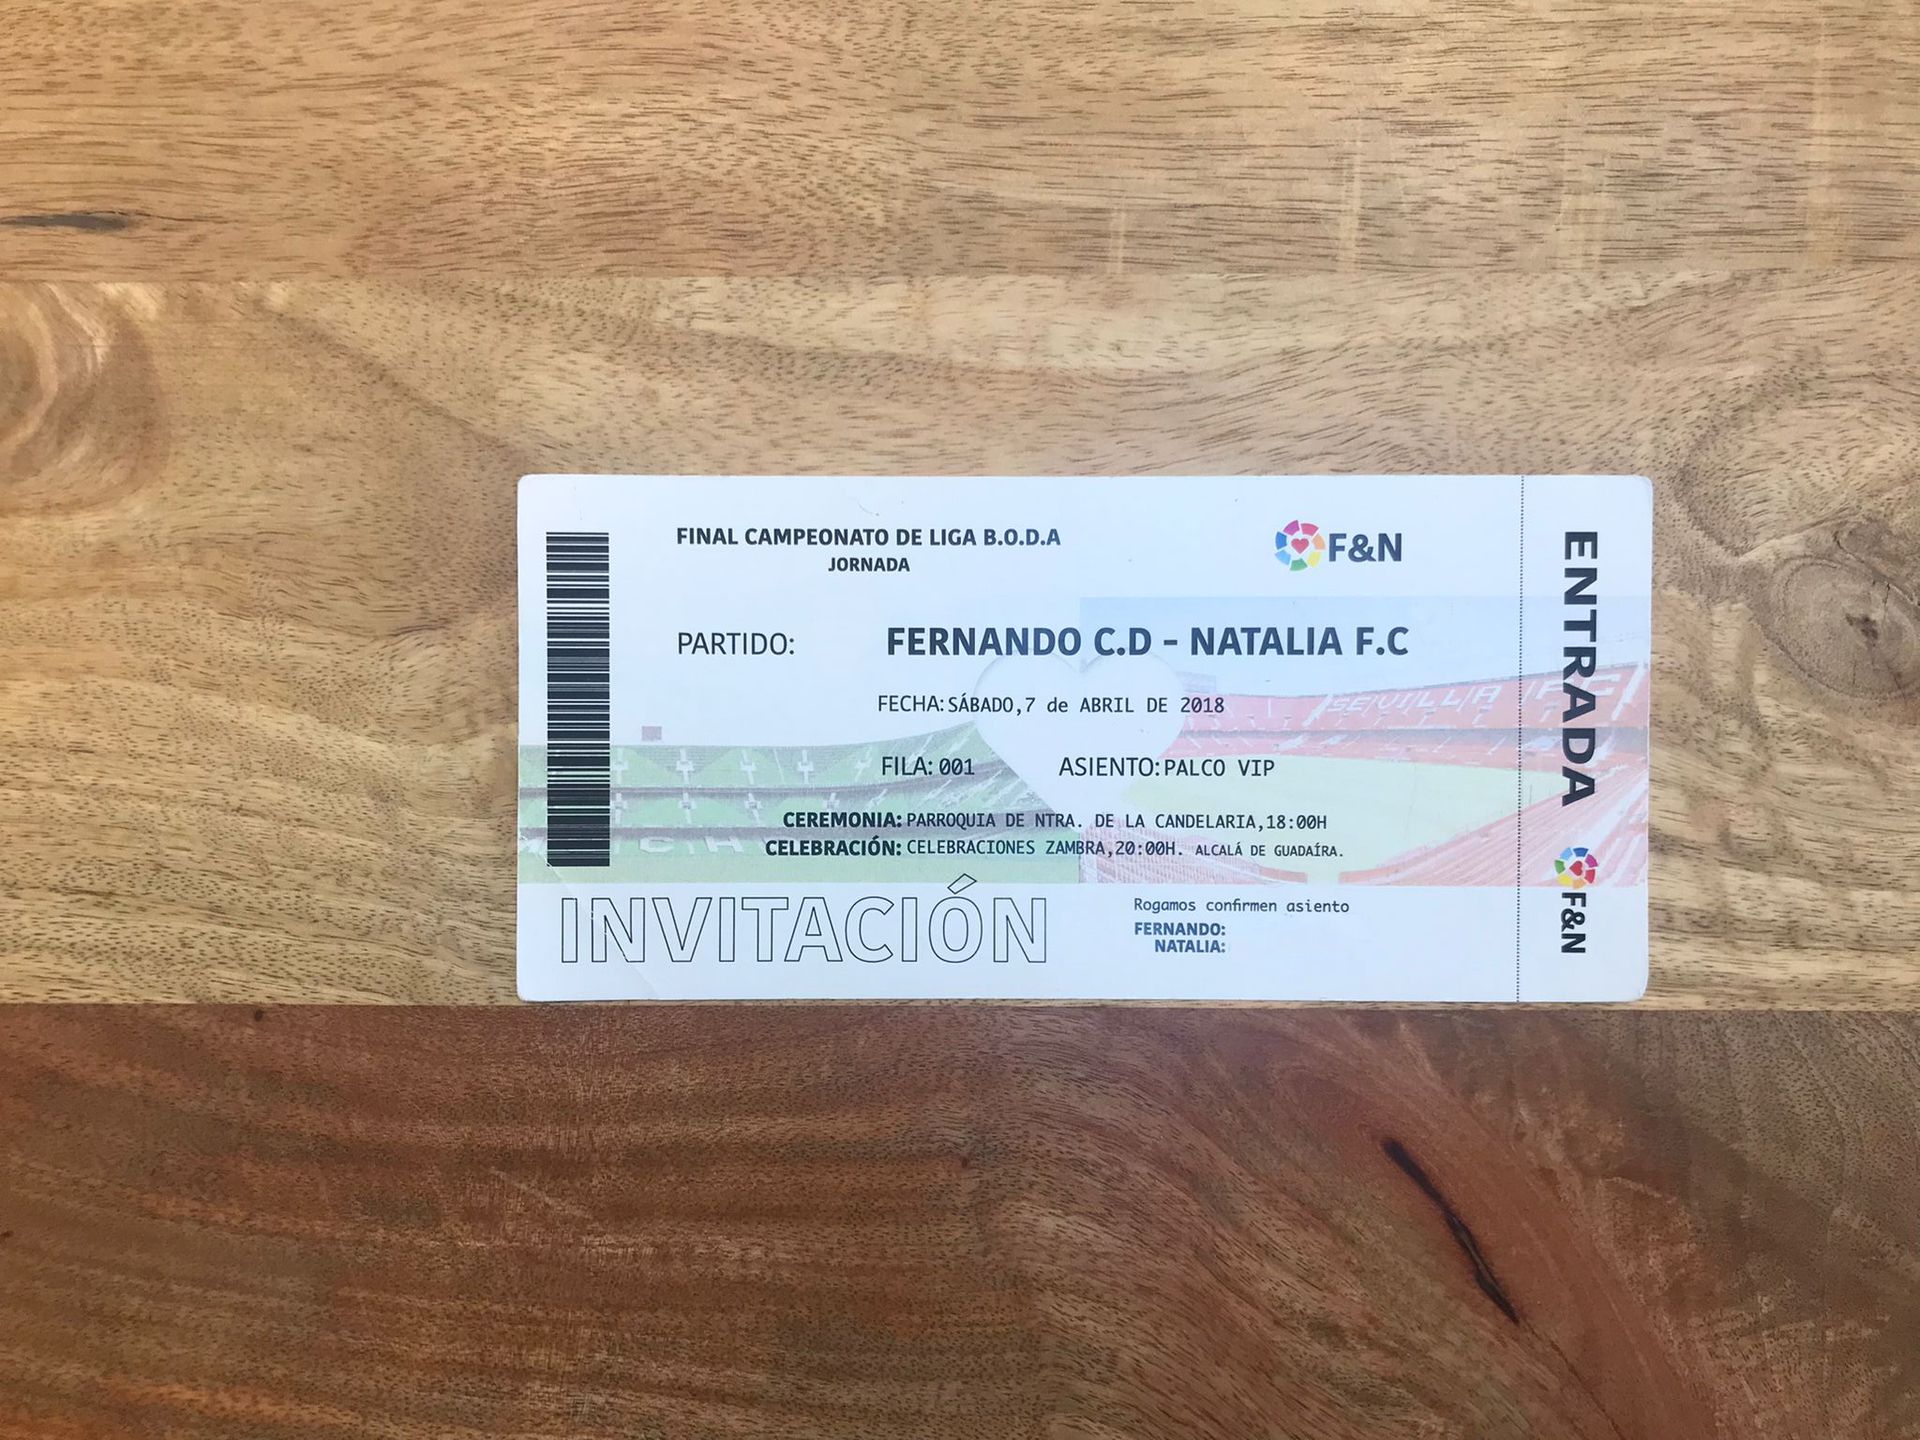 FINAL CAMPEONATO DE LIGA B.O.D.A
JORNADA
F&N
PARTIDO: FERNANDO C.D - NATALIA F.C
SEVILLA F.C
FECHA: SÁBADO,7 de ABRIL DE 2018
FILA: 001 ASIENTO: PALCO VIP
CEREMONIA: PARROQUIA DE NTRA. DE LA CANDELARIA,18:00H
CELEBRACIÓN: CELEBRACIONES ZAMBRA,20:00H. ALCALÁ DE GUADAÍRA.
INVITACIÓN
Rogamos confirmen asiento
FERNANDO:
NATALIA:
ENTRADA
F&N